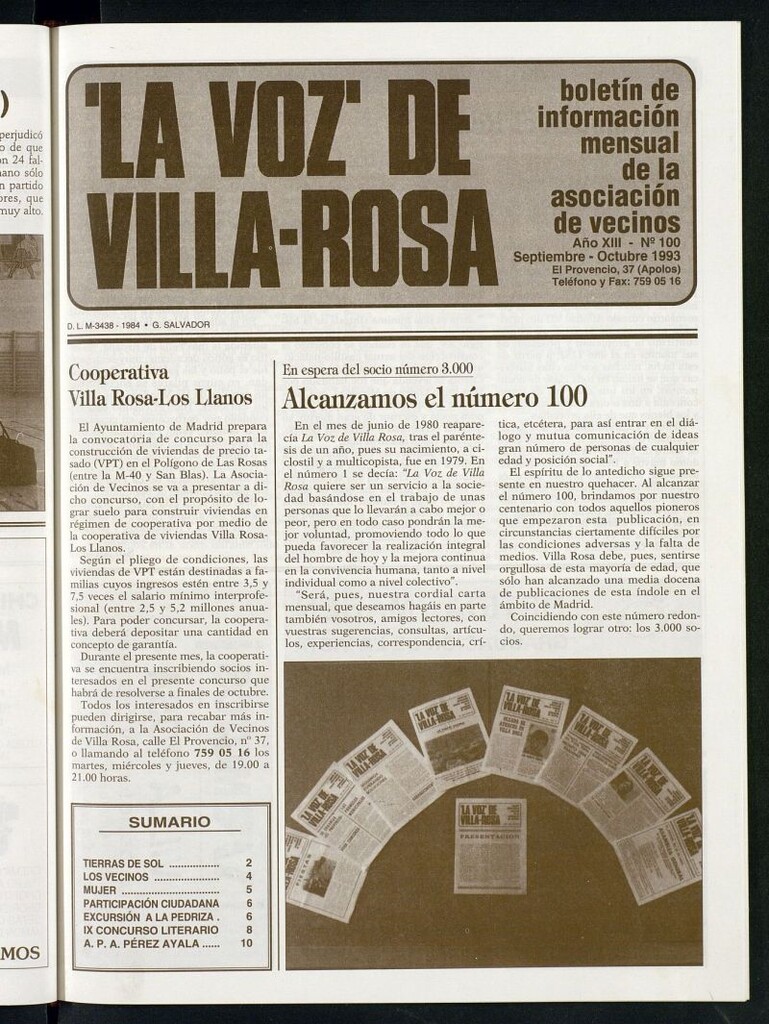 )
perjudicó
o de que
n 24 fal-
ano sólo
n partido
ores, que
muy alto.
MOS
'LA VOZ' DE
VILLA-ROSA
boletín de
información
mensual
de la
asociación
de vecinos
Año XIII - Nº 100
Septiembre - Octubre 1993
El Provencio, 37 (Apolos)
Teléfono y Fax: 759 05 16
D. L. M-3438 - 1984 • G. SALVADOR
Cooperativa
Villa Rosa-Los Llanos
El Ayuntamiento de Madrid prepara
la convocatoria de concurso para la
construcción de viviendas de precio ta-
sado (VPT) en el Polígono de Las Rosas
(entre la M-40 y San Blas). La Asocia-
ción de Vecinos se va a presentar a di-
cho concurso, con el propósito de lo-
grar suelo para construir viviendas en
régimen de cooperativa por medio de
la cooperativa de viviendas Villa Rosa-
Los Llanos.
Según el pliego de condiciones, las
viviendas de VPT están destinadas a fa-
milias cuyos ingresos estén entre 3,5 y
7,5 veces el salario mínimo interpro-
fesional (entre 2,5 y 5,2 millones anua-
les). Para poder concursar, la coopera-
tiva deberá depositar una cantidad en
concepto de garantía.
Durante el presente mes, la cooperati-
va se encuentra inscribiendo socios in-
teresados en el presente concurso que
habrá de resolverse a finales de octubre.
Todos los interesados en inscribirse
pueden dirigirse, para recabar más in-
formación, a la Asociación de Vecinos
de Villa Rosa, calle El Provencio, nº 37,
o llamando al teléfono 759 05 16 los
martes, miércoles y jueves, de 19.00 a
21.00 horas.
SUMARIO
TIERRAS DE SOL .................. 2
LOS VECINOS ....................... 4
MUJER ................................... 5
PARTICIPACIÓN CIUDADANA 6
EXCURSIÓN A LA PEDRIZA . 6
IX CONCURSO LITERARIO 8
A. P. A. PÉREZ AYALA ...... 10
En espera del socio número 3.000
Alcanzamos el número 100
En el mes de junio de 1980 reapare-
cía La Voz de Villa Rosa, tras el parénte-
sis de un año, pues su nacimiento, a ci-
clostil y a multicopista, fue en 1979. En
el número 1 se decía: "La Voz de Villa
Rosa quiere ser un servicio a la socie-
dad basándose en el trabajo de unas
personas que lo llevarán a cabo mejor o
peor, pero en todo caso pondrán la me-
jor voluntad, promoviendo todo lo que
pueda favorecer la realización integral
del hombre de hoy y la mejora continua
en la convivencia humana, tanto a nivel
individual como a nivel colectivo".
"Será, pues, nuestra cordial carta
mensual, que deseamos hagáis en parte
también vosotros, amigos lectores, con
vuestras sugerencias, consultas, artícu-
los, experiencias, correspondencia, crí-
tica, etcétera, para así entrar en el diá-
logo y mutua comunicación de ideas
gran número de personas de cualquier
edad y posición social".
El espíritu de lo antedicho sigue pre-
sente en nuestro quehacer. Al alcanzar
el número 100, brindamos por nuestro
centenario con todos aquellos pioneros
que empezaron esta publicación, en
circunstancias ciertamente difíciles por
las condiciones adversas y la falta de
medios. Villa Rosa debe, pues, sentirse
orgullosa de esta mayoría de edad, que
sólo han alcanzado una media docena
de publicaciones de esta índole en el
ámbito de Madrid.
Coincidiendo con este número redon-
do, queremos lograr otro: los 3.000 so-
cios.
'LA VOZ' DE
VILLA-ROSA
PRESENTACION